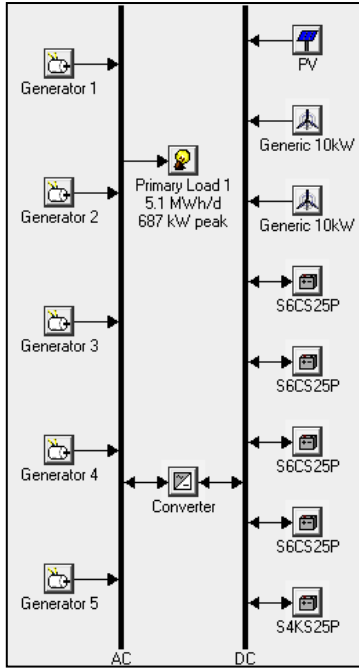 Generator 1
Generator 2
Generator 3
Generator 4
Generator 5
Primary Load 1
5.1 MWh/d
687 kW peak
Converter
PV
Generic 10kW
Generic 10kW
S6CS25P
S6CS25P
S6CS25P
S6CS25P
S4KS25P
AC
DC